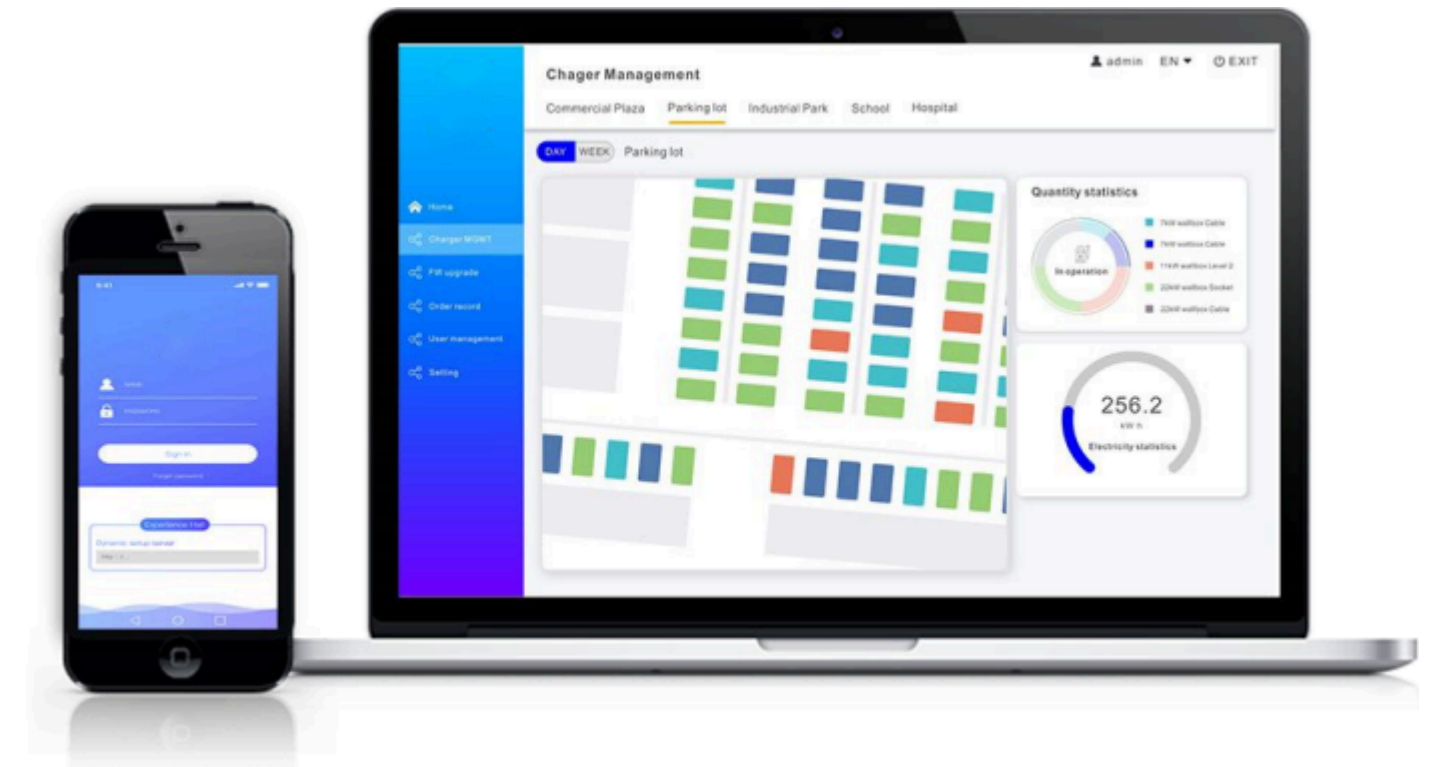 admin EN EXIT
Chager Management
Commercial Plaza Parking lot Industrial Park School Hospital
DAY WEEK Parking lot
Home
Charger MGMT
FW upgrade
Order record
User management
Setting
Quantity statistics
In operation
7kW wallbox Cable
7kW wallbox Cable
11kW wallbox Level 2
22kW wallbox Socket
22kW wallbox Cable
256.2
kW h
Electricity statistics
9:41
Sign in
Forget password
Dynamic setup server